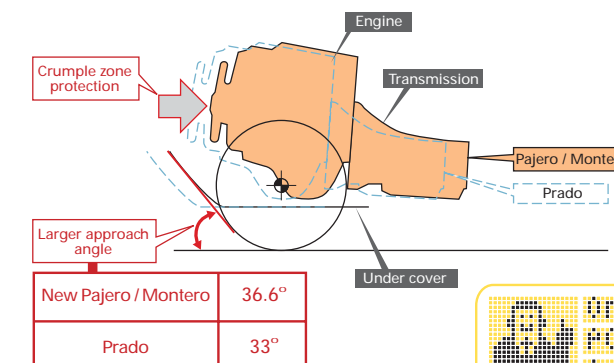 Engine
Crumple zone
protection
Transmission
Pajero / Monte
Prado
Larger approach
angle
Under cover
New Pajero / Montero 36.6°
Prado 33°